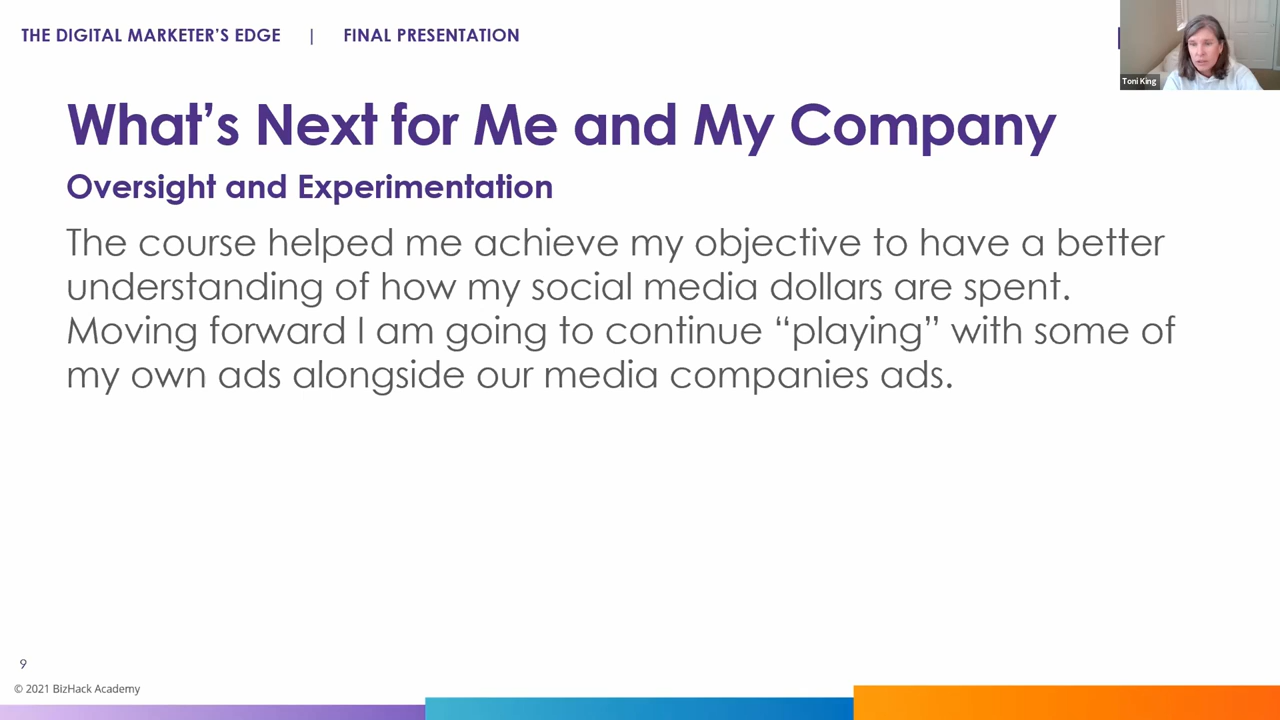 THE DIGITAL MARKETER'S EDGE | FINAL PRESENTATION
Toni King
What's Next for Me and My Company
Oversight and Experimentation
The course helped me achieve my objective to have a better
understanding of how my social media dollars are spent.
Moving forward I am going to continue “playing” with some of
my own ads alongside our media companies ads.
9
© 2021 BizHack Academy